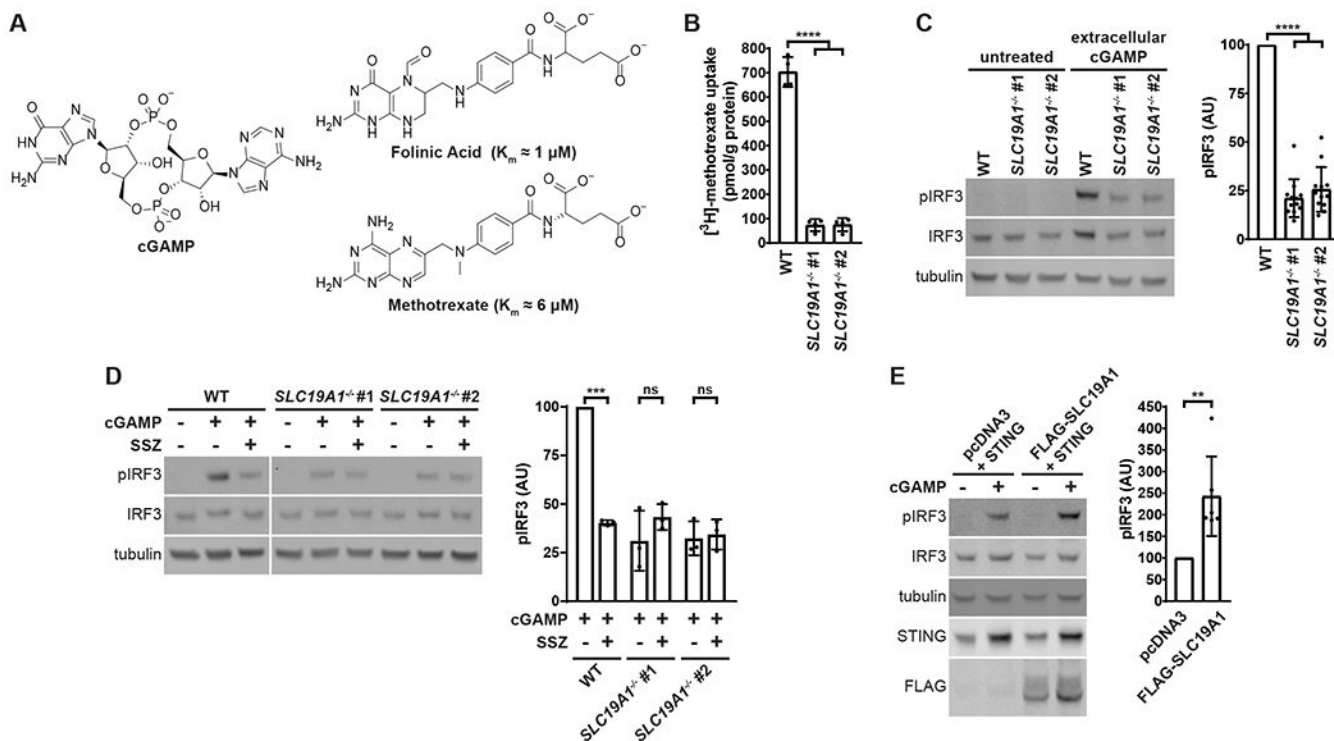 A
cGAMP
Folinic Acid (Km ≈ 1 μM)
Methotrexate (Km ≈ 6 μM)
B
****
[³H]-methotrexate uptake
(pmol/g protein)
800
700
600
500
400
300
200
100
0
WT
SLC19A1-/- #1
SLC19A1-/- #2
C
untreated
extracellular
cGAMP
WT
SLC19A1-/- #1
SLC19A1-/- #2
WT
SLC19A1-/- #1
SLC19A1-/- #2
pIRF3
IRF3
tubulin
****
pIRF3 (AU)
100
75
50
25
0
WT
SLC19A1-/- #1
SLC19A1-/- #2
D
WT SLC19A1-/- #1 SLC19A1-/- #2
cGAMP - + + - + + - + +
SSZ - - + - - + - - +
pIRF3
IRF3
tubulin
*** ns ns
pIRF3 (AU)
100
75
50
25
0
cGAMP + + + + + +
SSZ - + - + - +
WT
SLC19A1-/- #1
SLC19A1-/- #2
E
pcDNA3
+ STING
FLAG-SLC19A1
+ STING
cGAMP - + - +
pIRF3
IRF3
tubulin
STING
FLAG
**
pIRF3 (AU)
450
400
350
300
250
200
150
100
50
0
pcDNA3
FLAG-SLC19A1